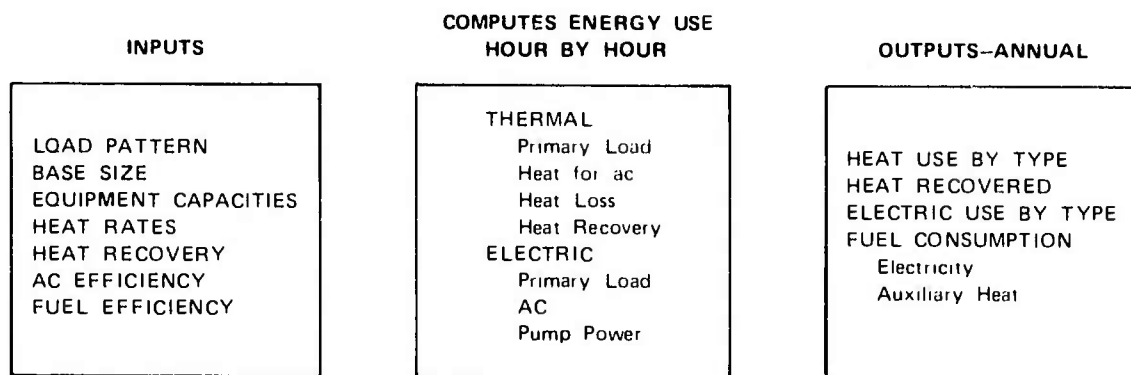 INPUTS
LOAD PATTERN
BASE SIZE
EQUIPMENT CAPACITIES
HEAT RATES
HEAT RECOVERY
AC EFFICIENCY
FUEL EFFICIENCY
COMPUTES ENERGY USE
HOUR BY HOUR
THERMAL
Primary Load
Heat for ac
Heat Loss
Heat Recovery
ELECTRIC
Primary Load
AC
Pump Power
OUTPUTS–ANNUAL
HEAT USE BY TYPE
HEAT RECOVERED
ELECTRIC USE BY TYPE
FUEL CONSUMPTION
Electricity
Auxiliary Heat